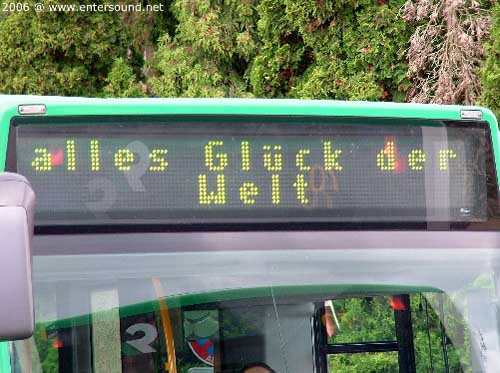 2006 @ www.entersound.net
alles Glück der
Welt